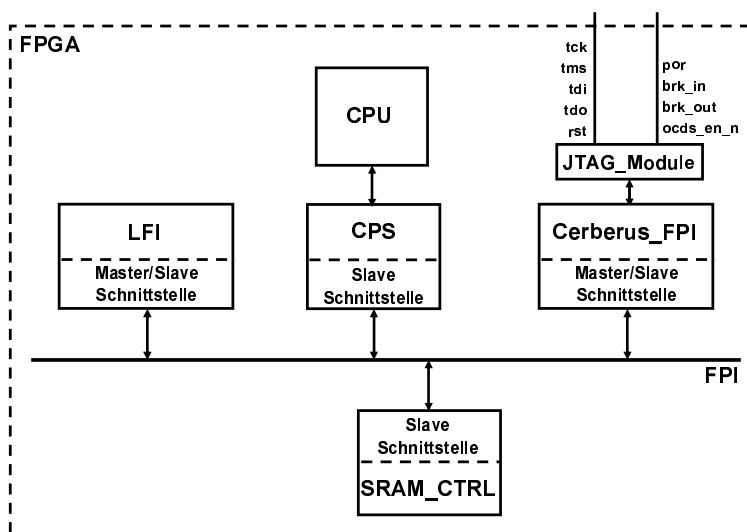 FPGA
tck
tms
tdi
tdo
rst
por
brk_in
brk_out
ocds_en_n
CPU
JTAG_Module
LFI
Master/Slave
Schnittstelle
CPS
Slave
Schnittstelle
Cerberus_FPI
Master/Slave
Schnittstelle
FPI
Slave
Schnittstelle
SRAM_CTRL